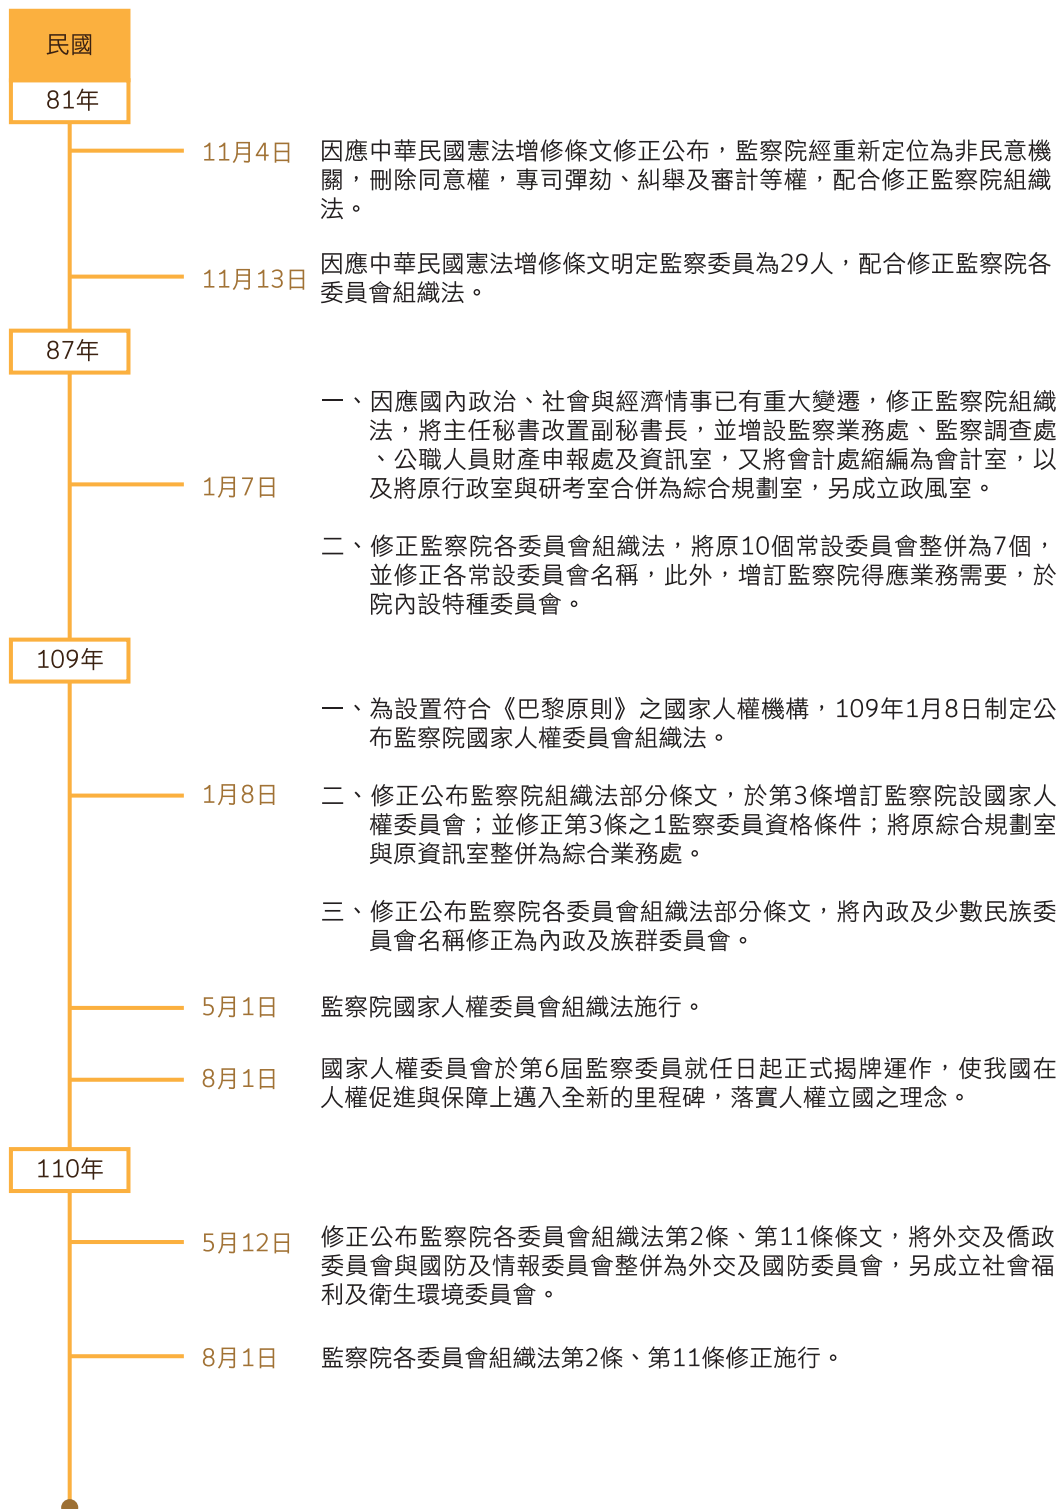 民國
81年
11月4日
因應中華民國憲法增修條文修正公布，監察院經重新定位為非民意機
關，刪除同意權，專司彈劾、糾舉及審計等權，配合修正監察院組織
法。
11月13日
因應中華民國憲法增修條文明定監察委員為29人，配合修正監察院各
委員會組織法。
87年
1月7日
一、因應國內政治、社會與經濟情事已有重大變遷，修正監察院組織
法，將主任秘書改置副秘書長，並增設監察業務處、監察調查處
、公職人員財產申報處及資訊室，又將會計處縮編為會計室，以
及將原行政室與研考室合併為綜合規劃室，另成立政風室。
二、修正監察院各委員會組織法，將原10個常設委員會整併為7個，
並修正各常設委員會名稱，此外，增訂監察院得應業務需要，於
院內設特種委員會。
109年
1月8日
一、為設置符合《巴黎原則》之國家人權機構，109年1月8日制定公
布監察院國家人權委員會組織法。
二、修正公布監察院組織法部分條文，於第3條增訂監察院設國家人
權委員會；並修正第3條之1監察委員資格條件；將原綜合規劃室
與原資訊室整併為綜合業務處。
三、修正公布監察院各委員會組織法部分條文，將內政及少數民族委
員會名稱修正為內政及族群委員會。
5月1日
監察院國家人權委員會組織法施行。
8月1日
國家人權委員會於第6屆監察委員就任日起正式揭牌運作，使我國在
人權促進與保障上邁入全新的里程碑，落實人權立國之理念。
110年
5月12日
修正公布監察院各委員會組織法第2條、第11條條文，將外交及僑政
委員會與國防及情報委員會整併為外交及國防委員會，另成立社會福
利及衛生環境委員會。
8月1日
監察院各委員會組織法第2條、第11條修正施行。